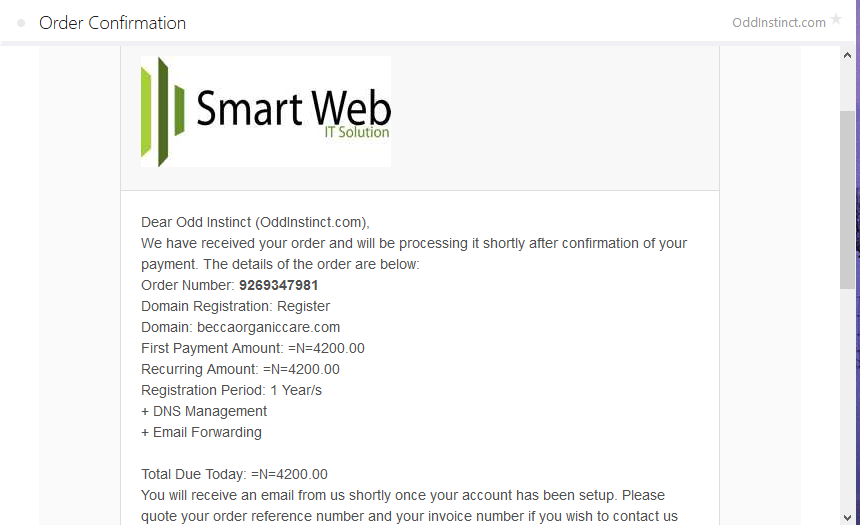 Order Confirmation
OddInstinct.com
Smart Web
IT Solution
Dear Odd Instinct (OddInstinct.com),
We have received your order and will be processing it shortly after confirmation of your
payment. The details of the order are below:
Order Number: 9269347981
Domain Registration: Register
Domain: beccaorganiccare.com
First Payment Amount: =N=4200.00
Recurring Amount: =N=4200.00
Registration Period: 1 Year/s
+ DNS Management
+ Email Forwarding
Total Due Today: =N=4200.00
You will receive an email from us shortly once your account has been setup. Please
quote your order reference number and your invoice number if you wish to contact us